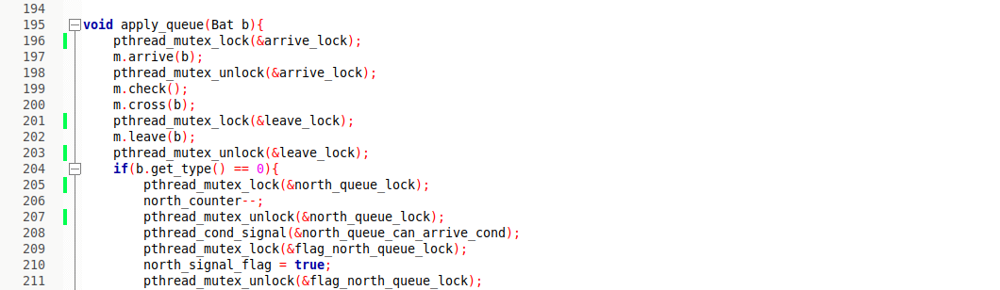 194
195 void apply_queue(Bat b){
196 pthread_mutex_lock(&arrive_lock);
197 m.arrive(b);
198 pthread_mutex_unlock(&arrive_lock);
199 m.check();
200 m.cross(b);
201 pthread_mutex_lock(&leave_lock);
202 m.leave(b);
203 pthread_mutex_unlock(&leave_lock);
204 if(b.get_type() == 0){
205 pthread_mutex_lock(&north_queue_lock);
206 north_counter--;
207 pthread_mutex_unlock(&north_queue_lock);
208 pthread_cond_signal(&north_queue_can_arrive_cond);
209 pthread_mutex_lock(&flag_north_queue_lock);
210 north_signal_flag = true;
211 pthread_mutex_unlock(&flag_north_queue_lock);